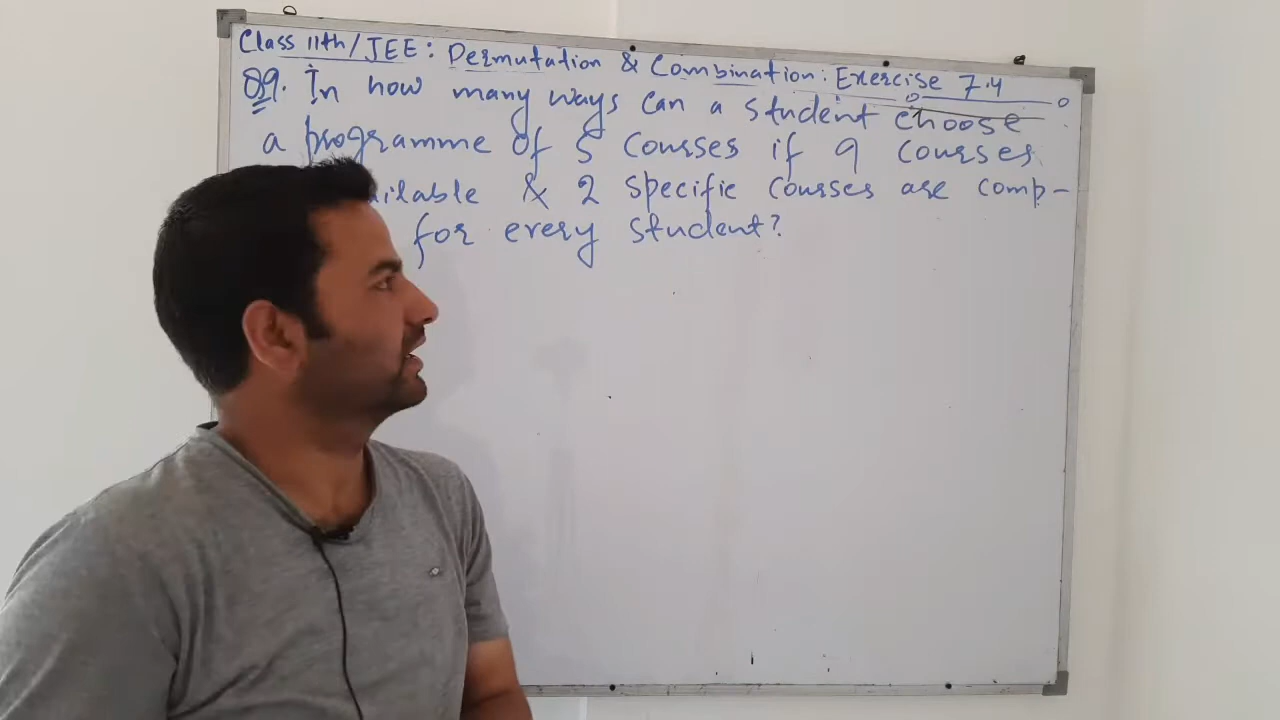 Class 11th/JEE: Permutation & Combination: Exercise 7.4
Q9. In how many ways can a student choose
a programme of 5 courses if 9 courses
ailable & 2 specific courses are comp-
for every student?